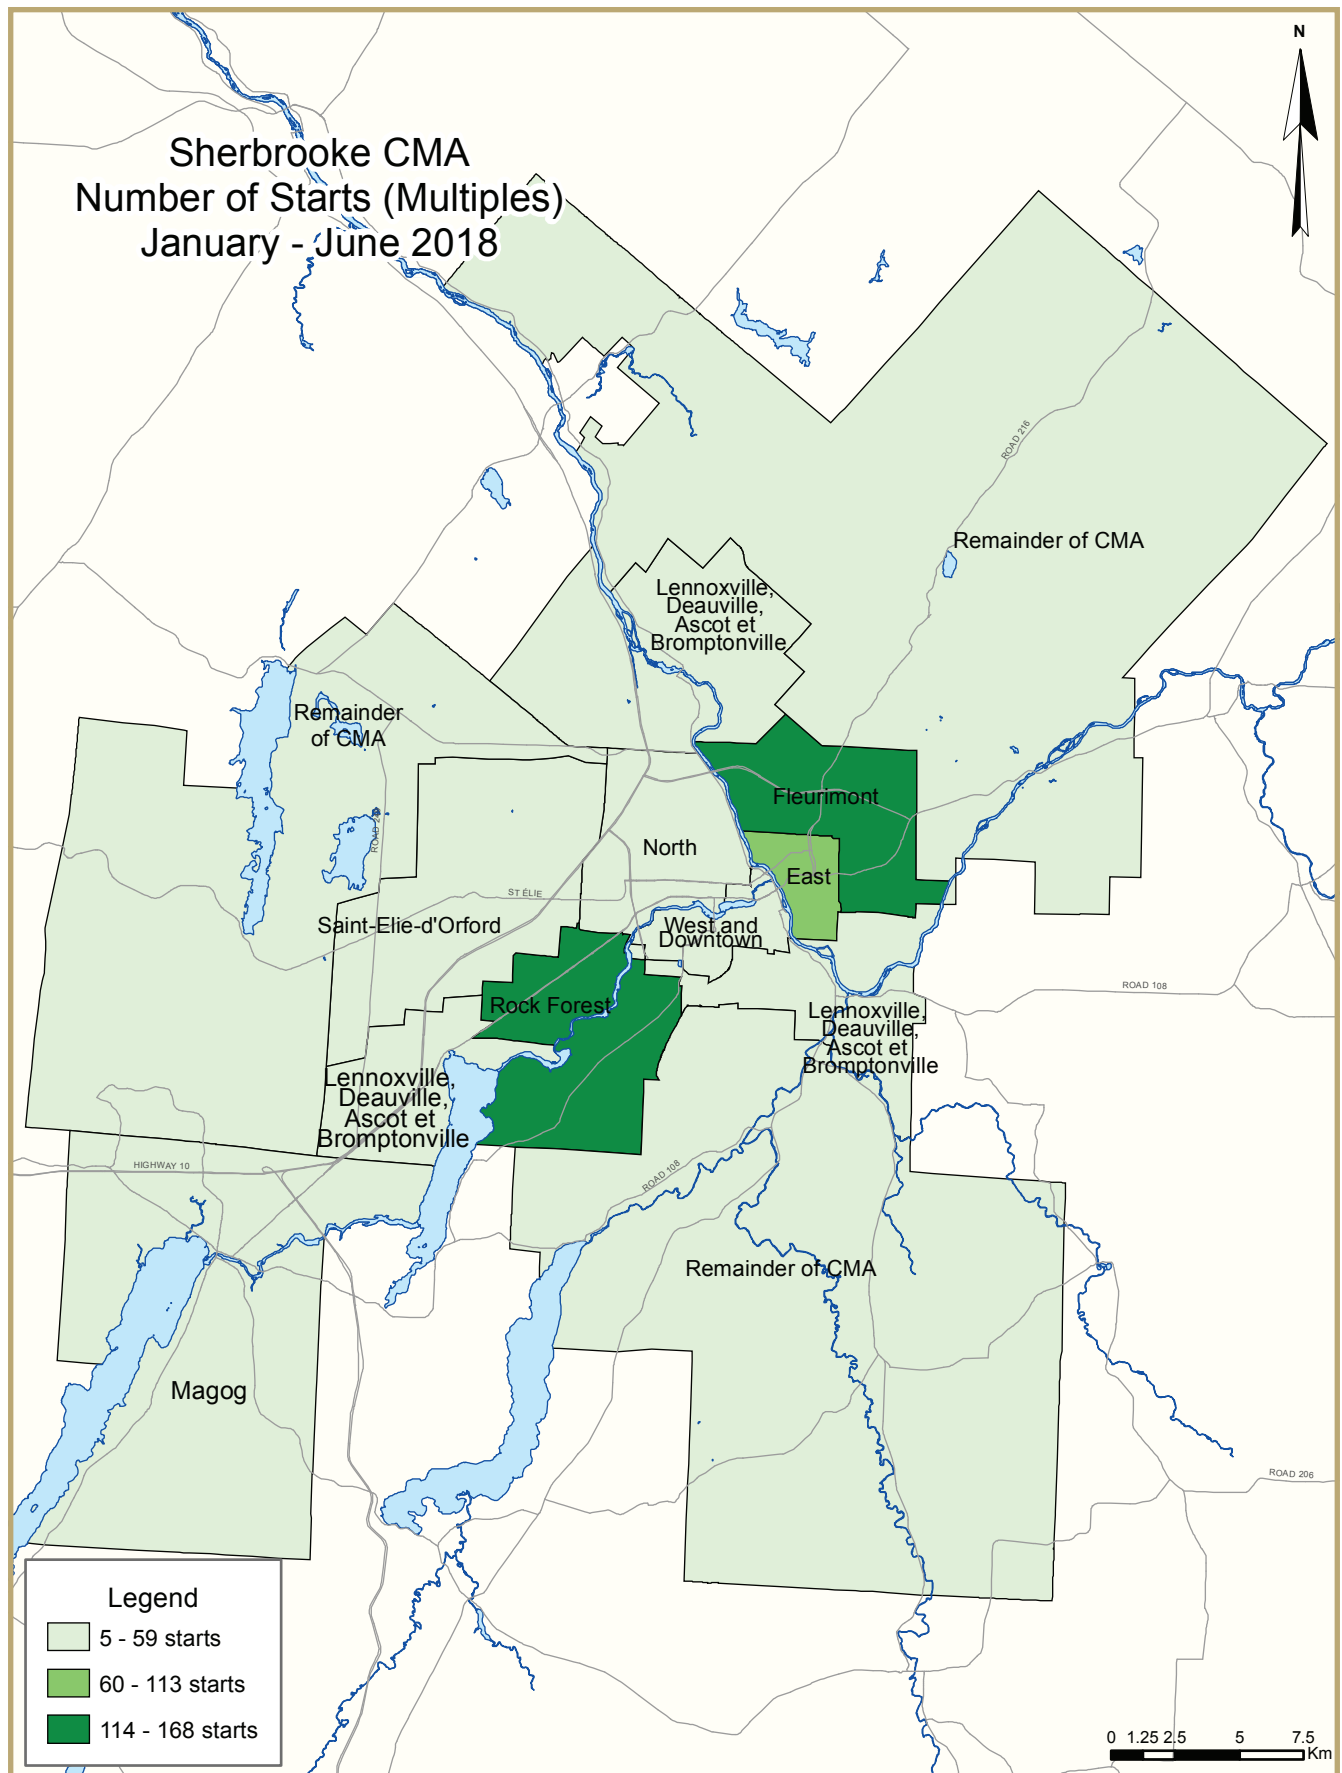 N
Sherbrooke CMA
Number of Starts (Multiples)
January - June 2018
ROAD 216
Remainder of CMA
Lennoxville,
Deauville,
Ascot et
Bromptonville
Remainder
of CMA
Fleurimont
ROAD
North
East
ST ÉLIE
Saint-Elie-d'Orford
West and
Downtown
Rock Forest
ROAD 108
Lennoxville,
Deauville,
Ascot et
Bromptonville
Lennoxville,
Deauville,
Ascot et
Bromptonville
HIGHWAY 10
ROAD 108
Remainder of CMA
Magog
ROAD 206
Legend
5 - 59 starts
60 - 113 starts
114 - 168 starts
0 1.25 2.5 5 7.5
Km